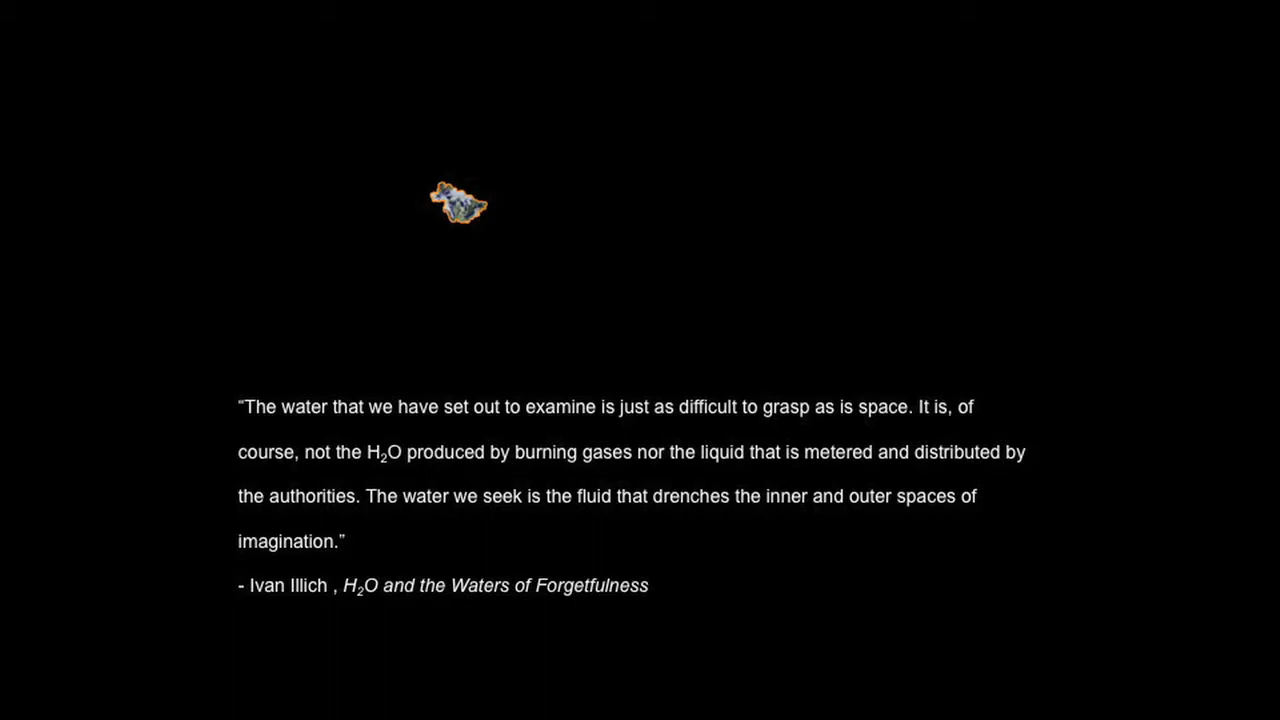 “The water that we have set out to examine is just as difficult to grasp as is space. It is, of
course, not the H₂O produced by burning gases nor the liquid that is metered and distributed by
the authorities. The water we seek is the fluid that drenches the inner and outer spaces of
imagination.”
- Ivan Illich , H₂O and the Waters of Forgetfulness